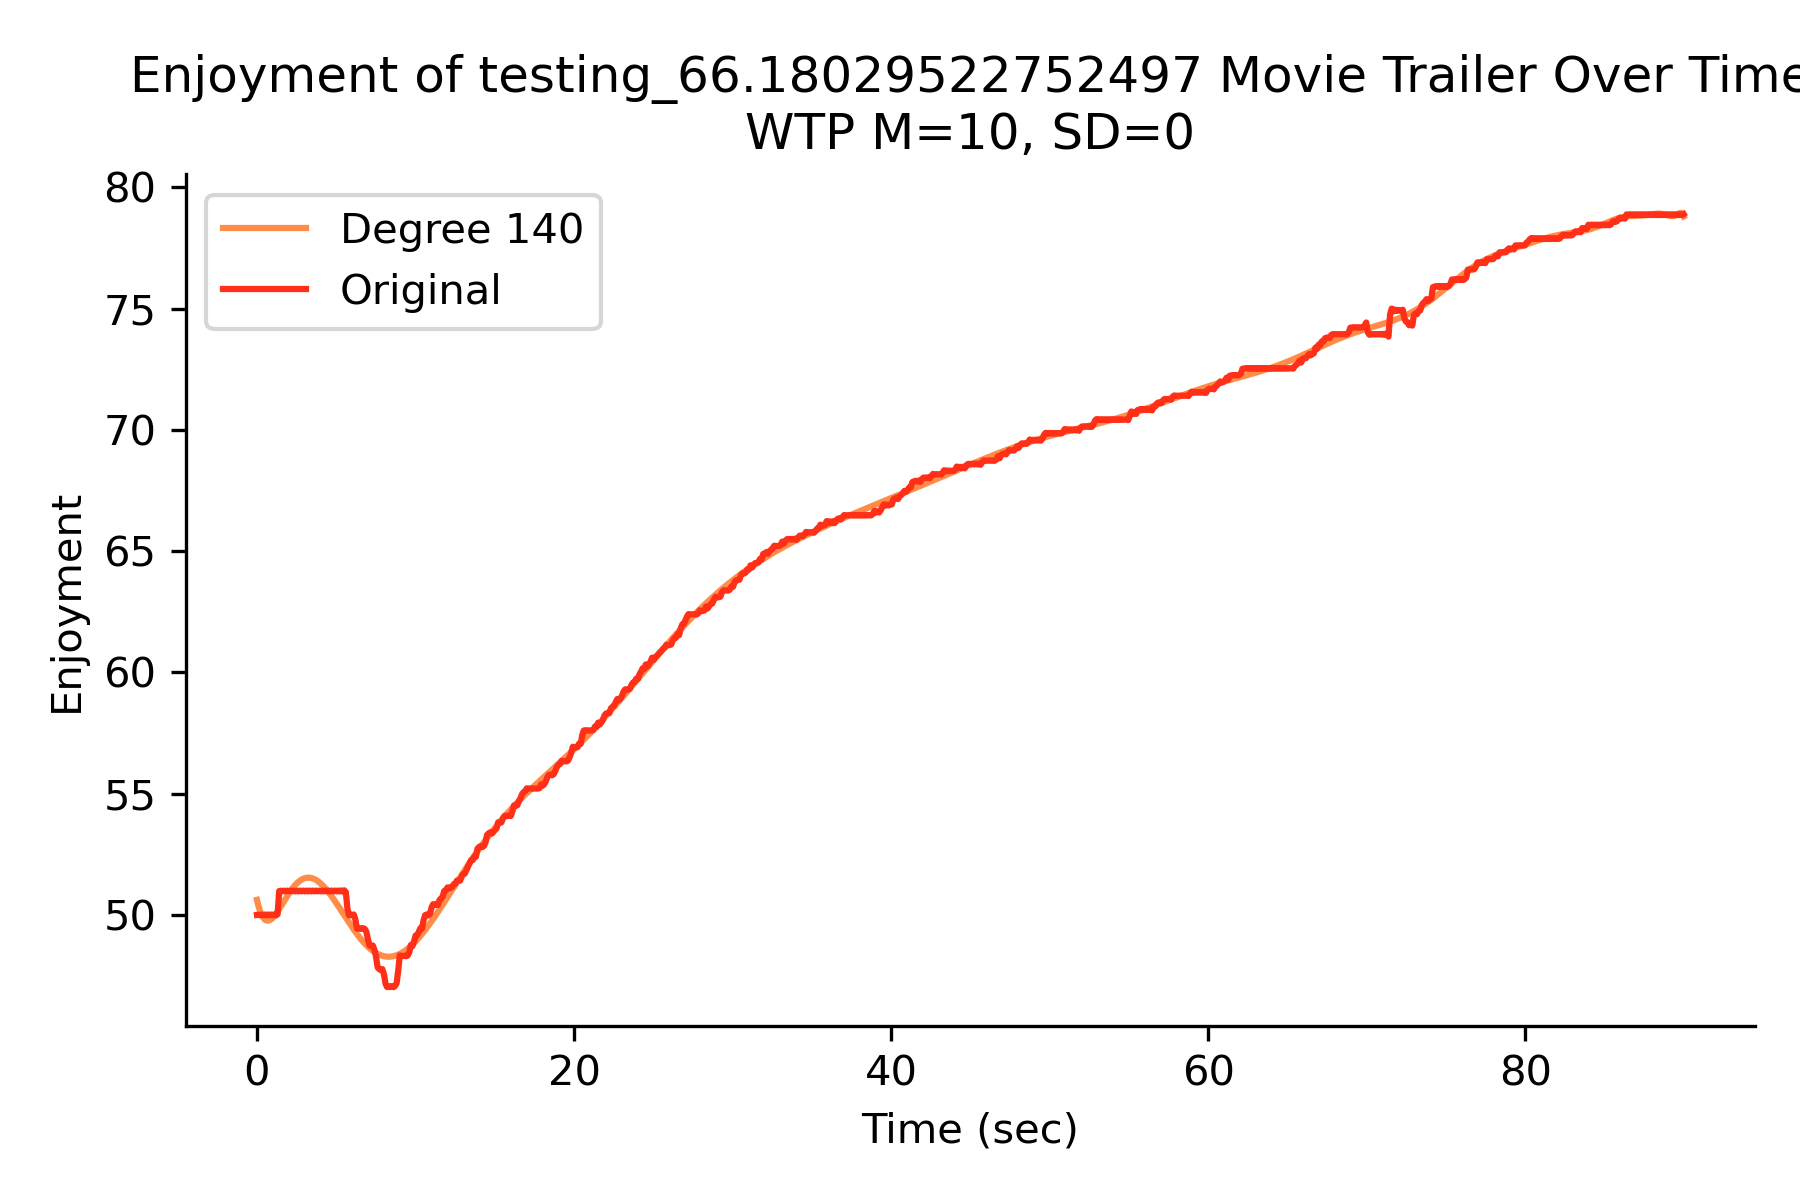 Enjoyment of testing_66.18029522752497 Movie Trailer Over Time
WTP M=10, SD=0
80
75
70
65
60
55
50
Enjoyment
Degree 140
Original
0 20 40 60 80
Time (sec)